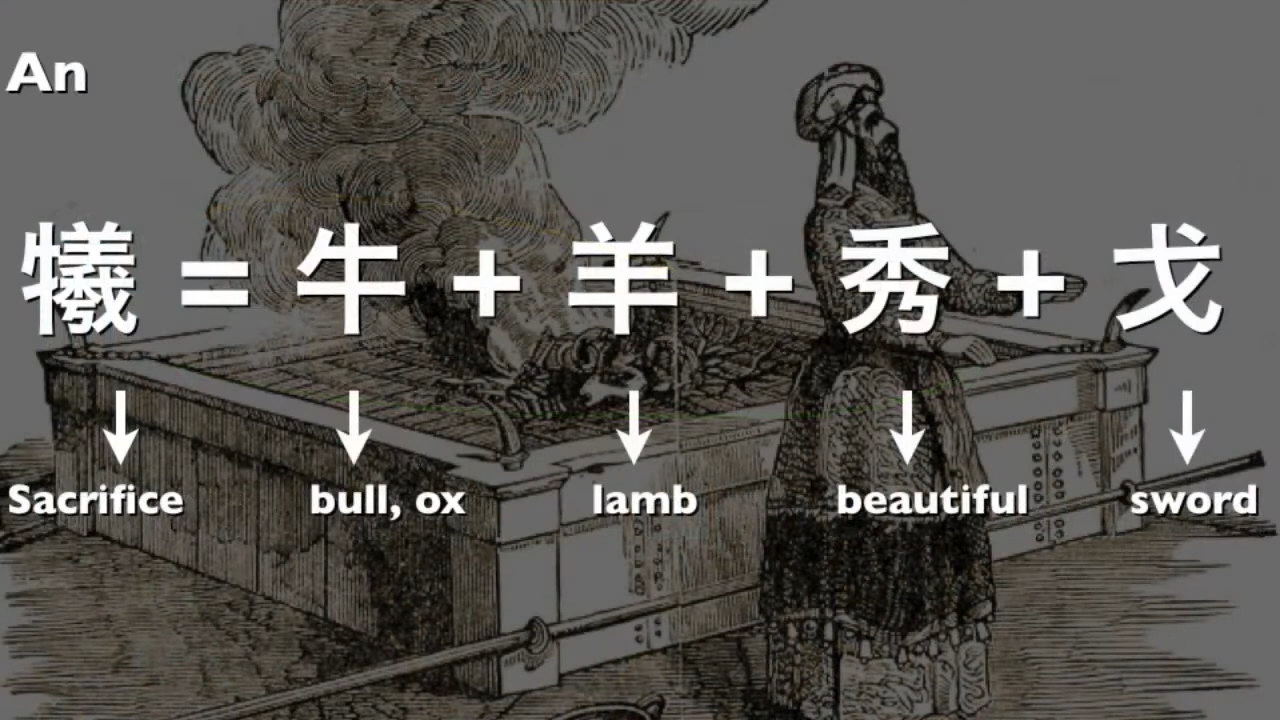 An
犧 = 牛 + 羊 + 秀 + 戈
Sacrifice bull, ox lamb beautiful sword